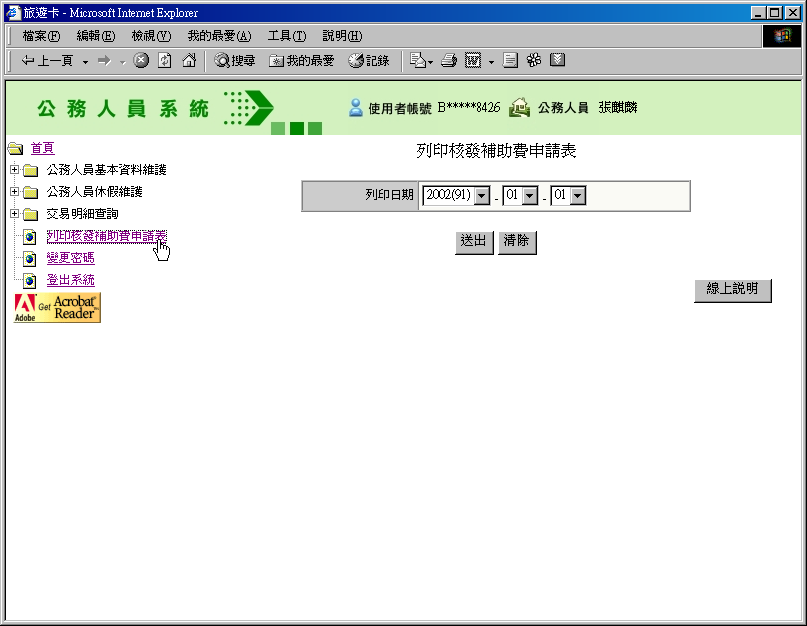 旅遊卡 - Microsoft Internet Explorer
檔案(F) 編輯(E) 檢視(V) 我的最愛(A) 工具(T) 說明(H)
上一頁 搜尋 我的最愛 記錄
公務人員系統 使用者帳號 B*****8426 公務人員 張麒麟
首頁
公務人員基本資料維護
公務人員休假維護
交易明細查詢
列印核發補助費申請表
變更密碼
登出系統
Adobe Get Acrobat Reader
列印核發補助費申請表
列印日期 2002(91) - 01 - 01
送出 清除
線上說明